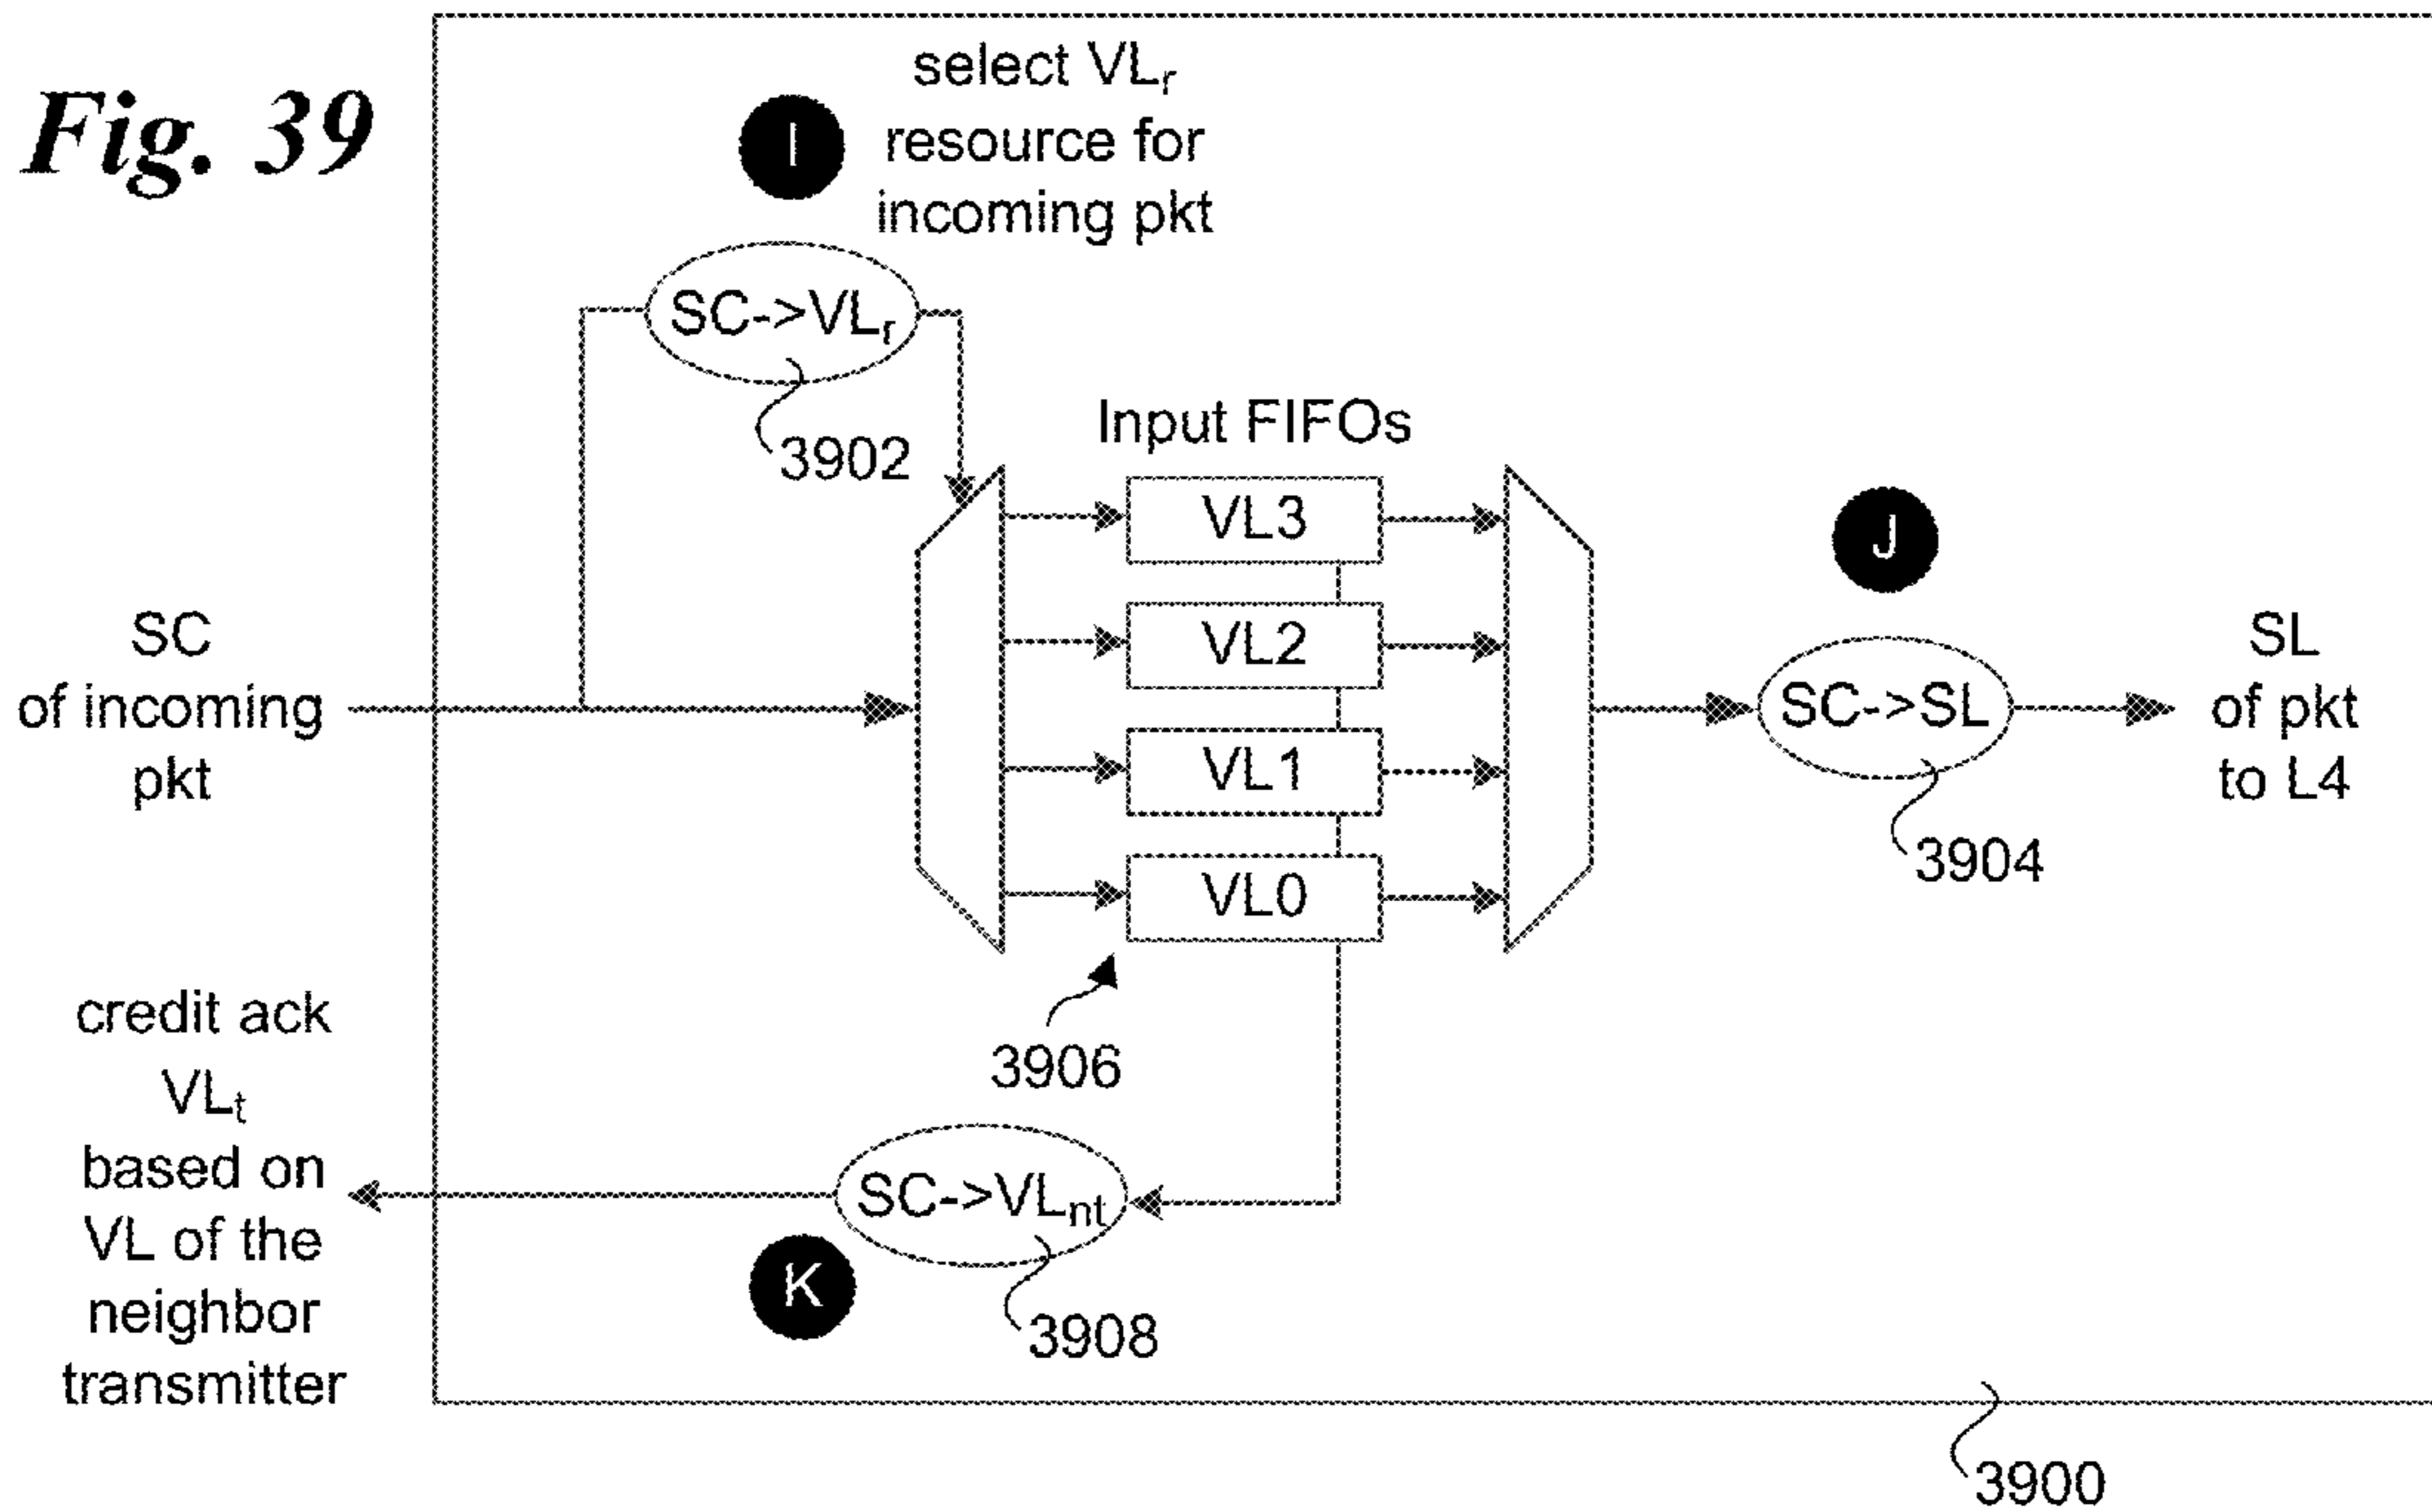 Fig. 39
I
select VLr
resource for
incoming pkt
SC->VLr
3902
Input FIFOs
VL3
VL2
VL1
VL0
3906
J
SC->SL
3904
SC
of incoming
pkt
SL
of pkt
to L4
credit ack
VLt
based on
VL of the
neighbor
transmitter
SC->VLnt
K
3908
3900